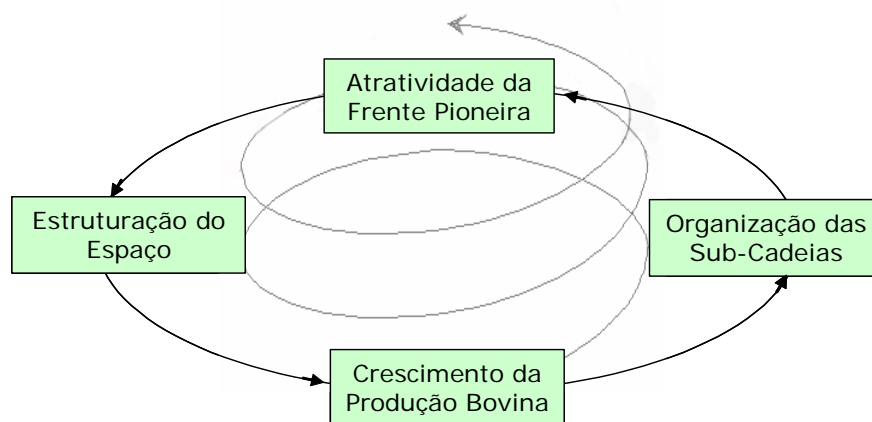 Atratividade da
Frente Pioneira
Estruturação do
Espaço
Organização das
Sub-Cadeias
Crescimento da
Produção Bovina